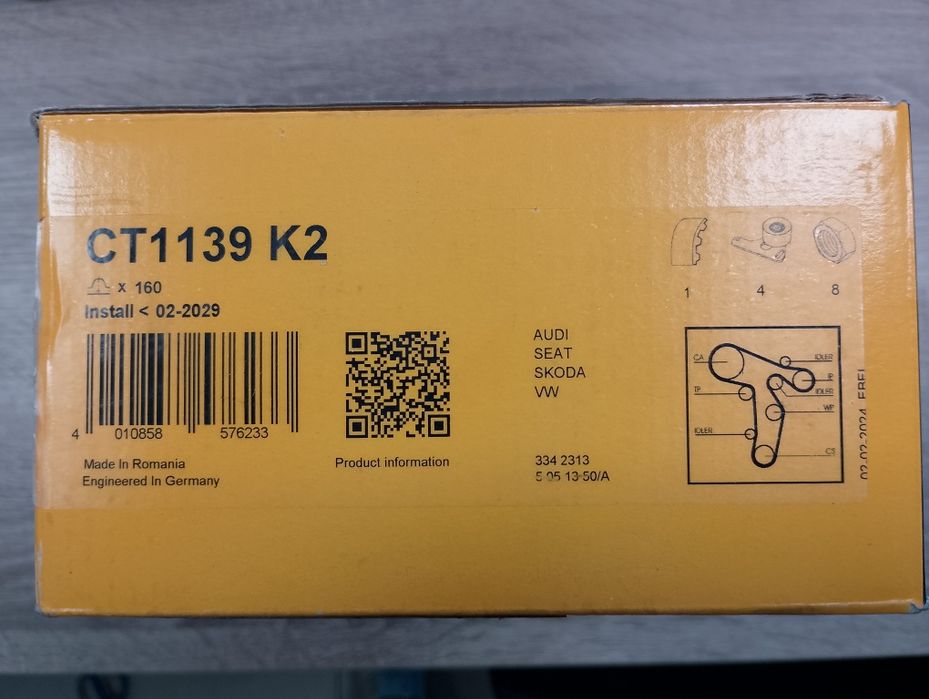 CT1139 K2
x 160
Install < 02-2029
4 010858 576233
Made In Romania
Engineered In Germany
Product information
AUDI
SEAT
SKODA
VW
334 2313
5 05 13 50/A
1
4
8
CA
IDLER
IP
TP
IDLER
WP
IDLER
CS
02-02-2024